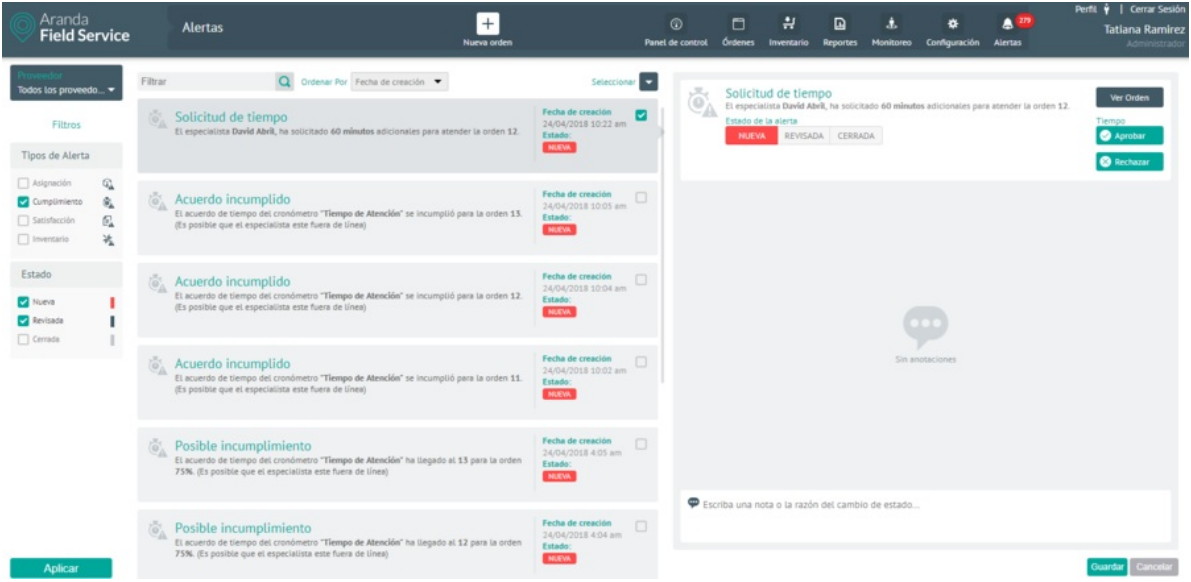 Aranda
Field Service
Alertas
Nueva orden
Panel de control
Órdenes
Inventario
Reportes
Monitoreo
Configuración
Alertas
279
Perfil | Cerrar Sesión
Tatiana Ramirez
Administrador
Proveedor
Todos los proveedo...
Filtros
Tipos de Alerta
Asignación
Cumplimiento
Satisfacción
Inventario
Estado
Nueva
Revisada
Cerrada
Aplicar
Filtrar
Ordenar Por Fecha de creación
Seleccionar
Solicitud de tiempo
El especialista David Abril, ha solicitado 60 minutos adicionales para atender la orden 12.
Fecha de creación
24/04/2018 10:22 am
Estado:
NUEVA
Acuerdo incumplido
El acuerdo de tiempo del cronómetro "Tiempo de Atención" se incumplió para la orden 13.
(Es posible que el especialista este fuera de línea)
Fecha de creación
24/04/2018 10:05 am
Estado:
NUEVA
Acuerdo incumplido
El acuerdo de tiempo del cronómetro "Tiempo de Atención" se incumplió para la orden 12.
(Es posible que el especialista este fuera de línea)
Fecha de creación
24/04/2018 10:04 am
Estado:
NUEVA
Acuerdo incumplido
El acuerdo de tiempo del cronómetro "Tiempo de Atención" se incumplió para la orden 11.
(Es posible que el especialista este fuera de línea)
Fecha de creación
24/04/2018 10:02 am
Estado:
NUEVA
Posible incumplimiento
El acuerdo de tiempo del cronómetro "Tiempo de Atención" ha llegado al 13 para la orden
75%. (Es posible que el especialista este fuera de línea)
Fecha de creación
24/04/2018 4:05 am
Estado:
NUEVA
Posible incumplimiento
El acuerdo de tiempo del cronómetro "Tiempo de Atención" ha llegado al 12 para la orden
75%. (Es posible que el especialista este fuera de línea)
Fecha de creación
24/04/2018 4:04 am
Estado:
NUEVA
Solicitud de tiempo
El especialista David Abril, ha solicitado 60 minutos adicionales para atender la orden 12.
Estado de la alerta
NUEVA REVISADA CERRADA
Ver Orden
Tiempo
Aprobar
Rechazar
Sin anotaciones
Escriba una nota o la razón del cambio de estado...
Guardar Cancelar